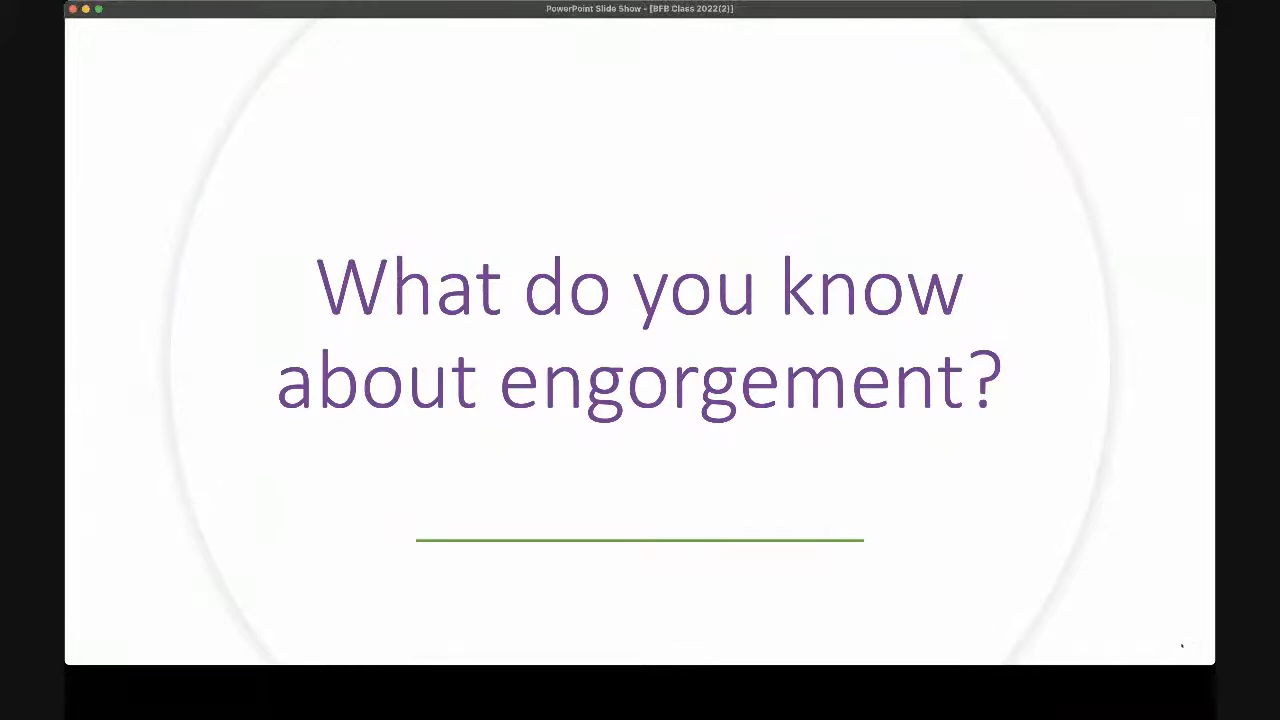 PowerPoint Slide Show - [BFB Class 2022(2)]
What do you know
about engorgement?